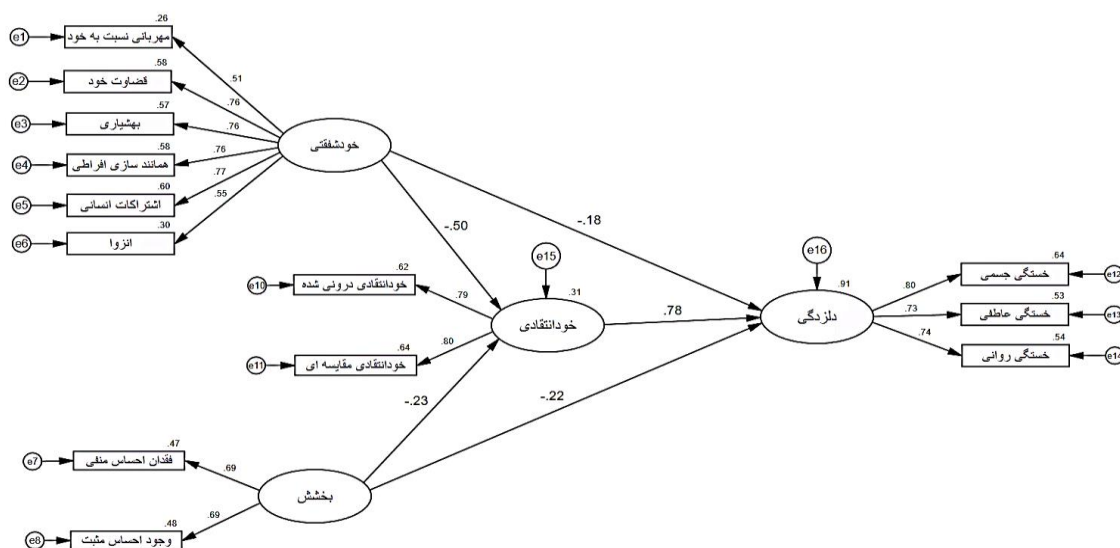 .26
e1
مهربانی نسبت به خود
.51
.58
e2
قضاوت خود
.76
.57
e3
بهشیاری
.76
.58
e4
همانند سازی افراطی
.76
.60
e5
اشتراکات انسانی
.77
.30
e6
انزوا
.55
خودشفقتی
-.50
-.18
e15
e16
.62
e10
خودانتقادی درونی شده
.79
.31
خودانتقادی
.64
e11
خودانتقادی مقایسه ای
.80
.78
.91
دلزدگی
.64
.80
خستگی جسمی
e12
.53
.73
خستگی عاطفی
e13
.54
.74
خستگی روانی
e14
-.23
-.22
.47
e7
فقدان احساس منفی
.69
بخشش
.48
e8
وجود احساس مثبت
.69